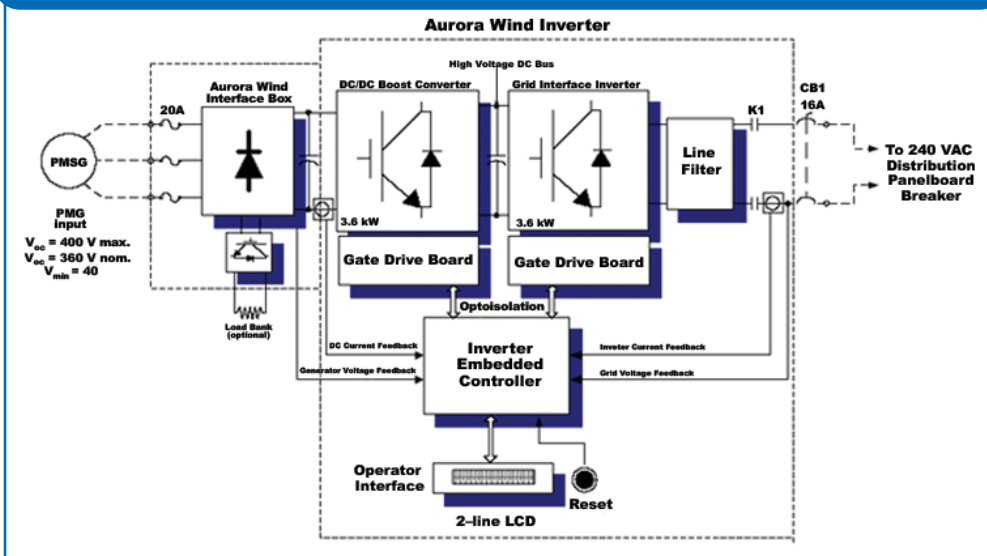 Aurora Wind Inverter
High Voltage DC Bus
Aurora Wind
Interface Box
DC/DC Boost Converter
Grid Interface Inverter
CB1
16A
20A
K1
PMSG
Line
Filter
To 240 VAC
Distribution
Panelboard
Breaker
PMG
Input
Voc = 400 V max.
Voc = 360 V nom.
Vmin = 40
3.6 kW
3.6 kW
Gate Drive Board
Gate Drive Board
Optoisolation
Load Bank
(optional)
DC Current Feedback
Generator Voltage Feedback
Inverter
Embedded
Controller
Inveter Current Feedback
Grid Voltage Feedback
Operator
Interface
Reset
2–line LCD